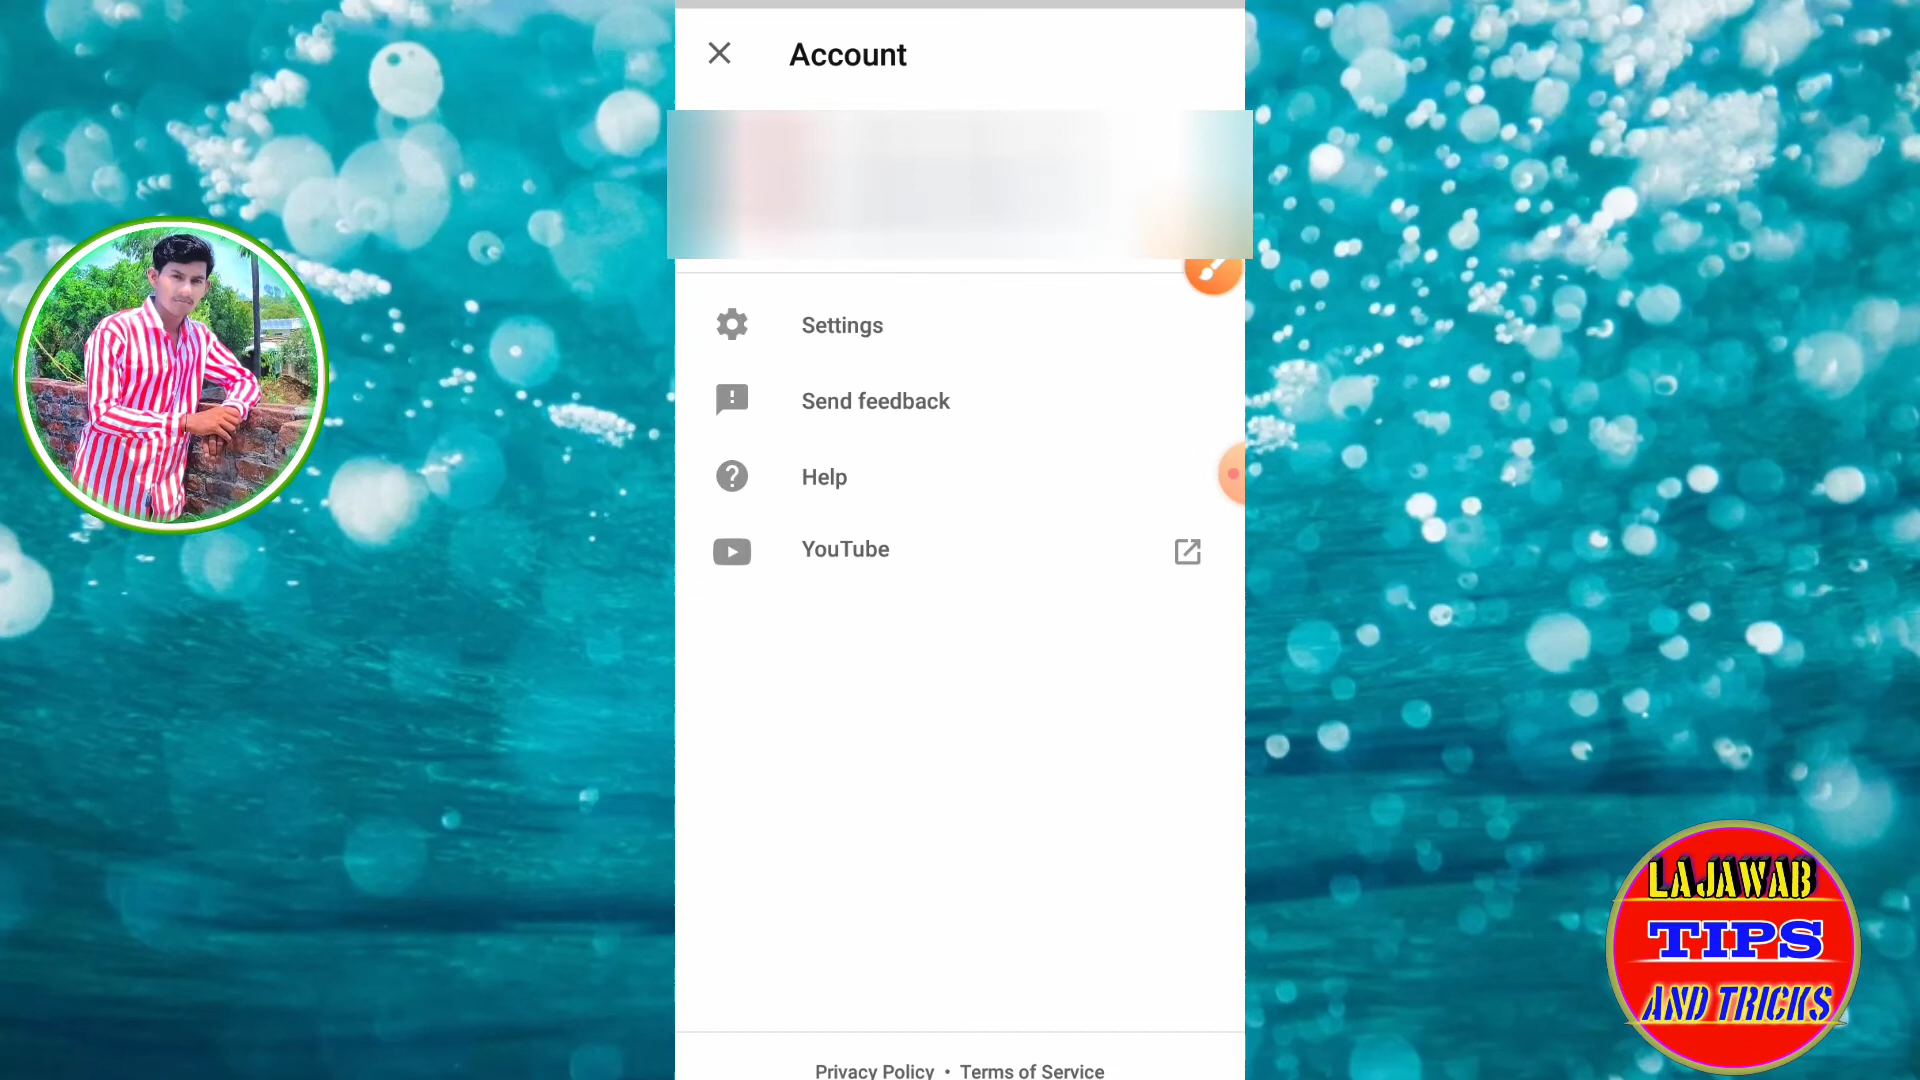 Account
Settings
Send feedback
Help
YouTube
Privacy Policy • Terms of Service
LAJAWAB
TIPS
AND TRICKS